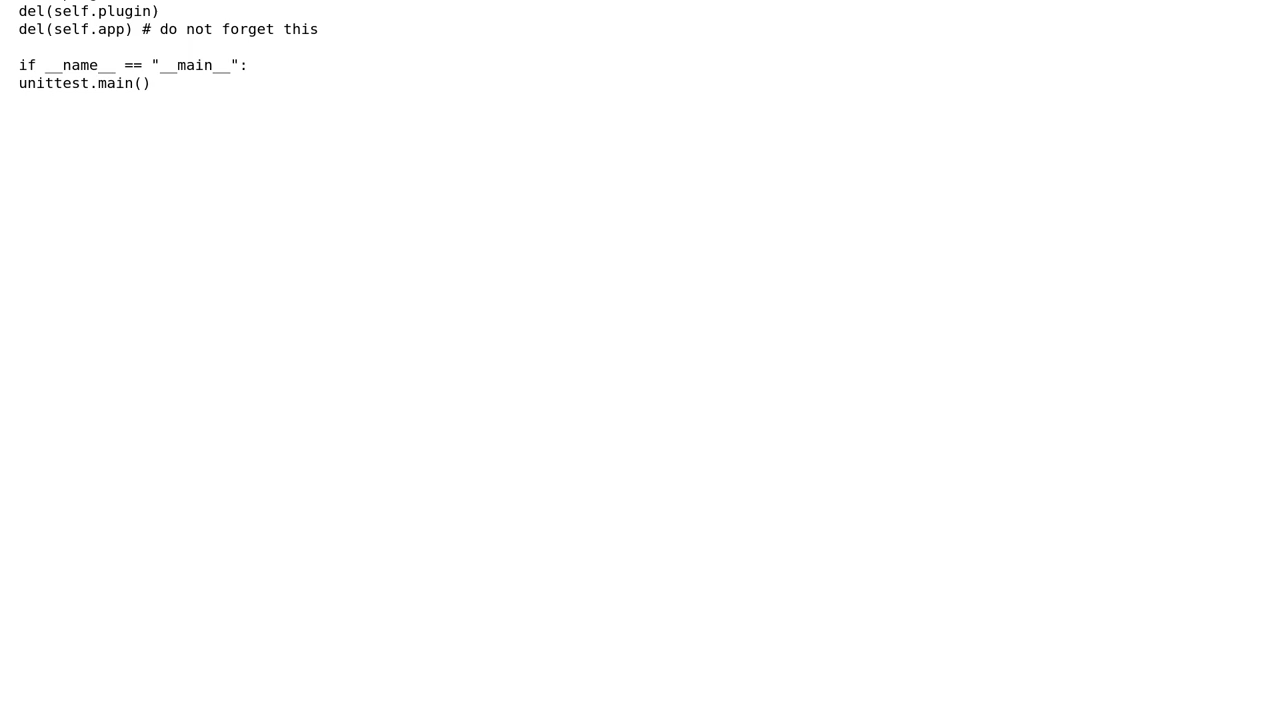 del(self.plugin)
del(self.app) # do not forget this
if __name__ == "__main__":
unittest.main()